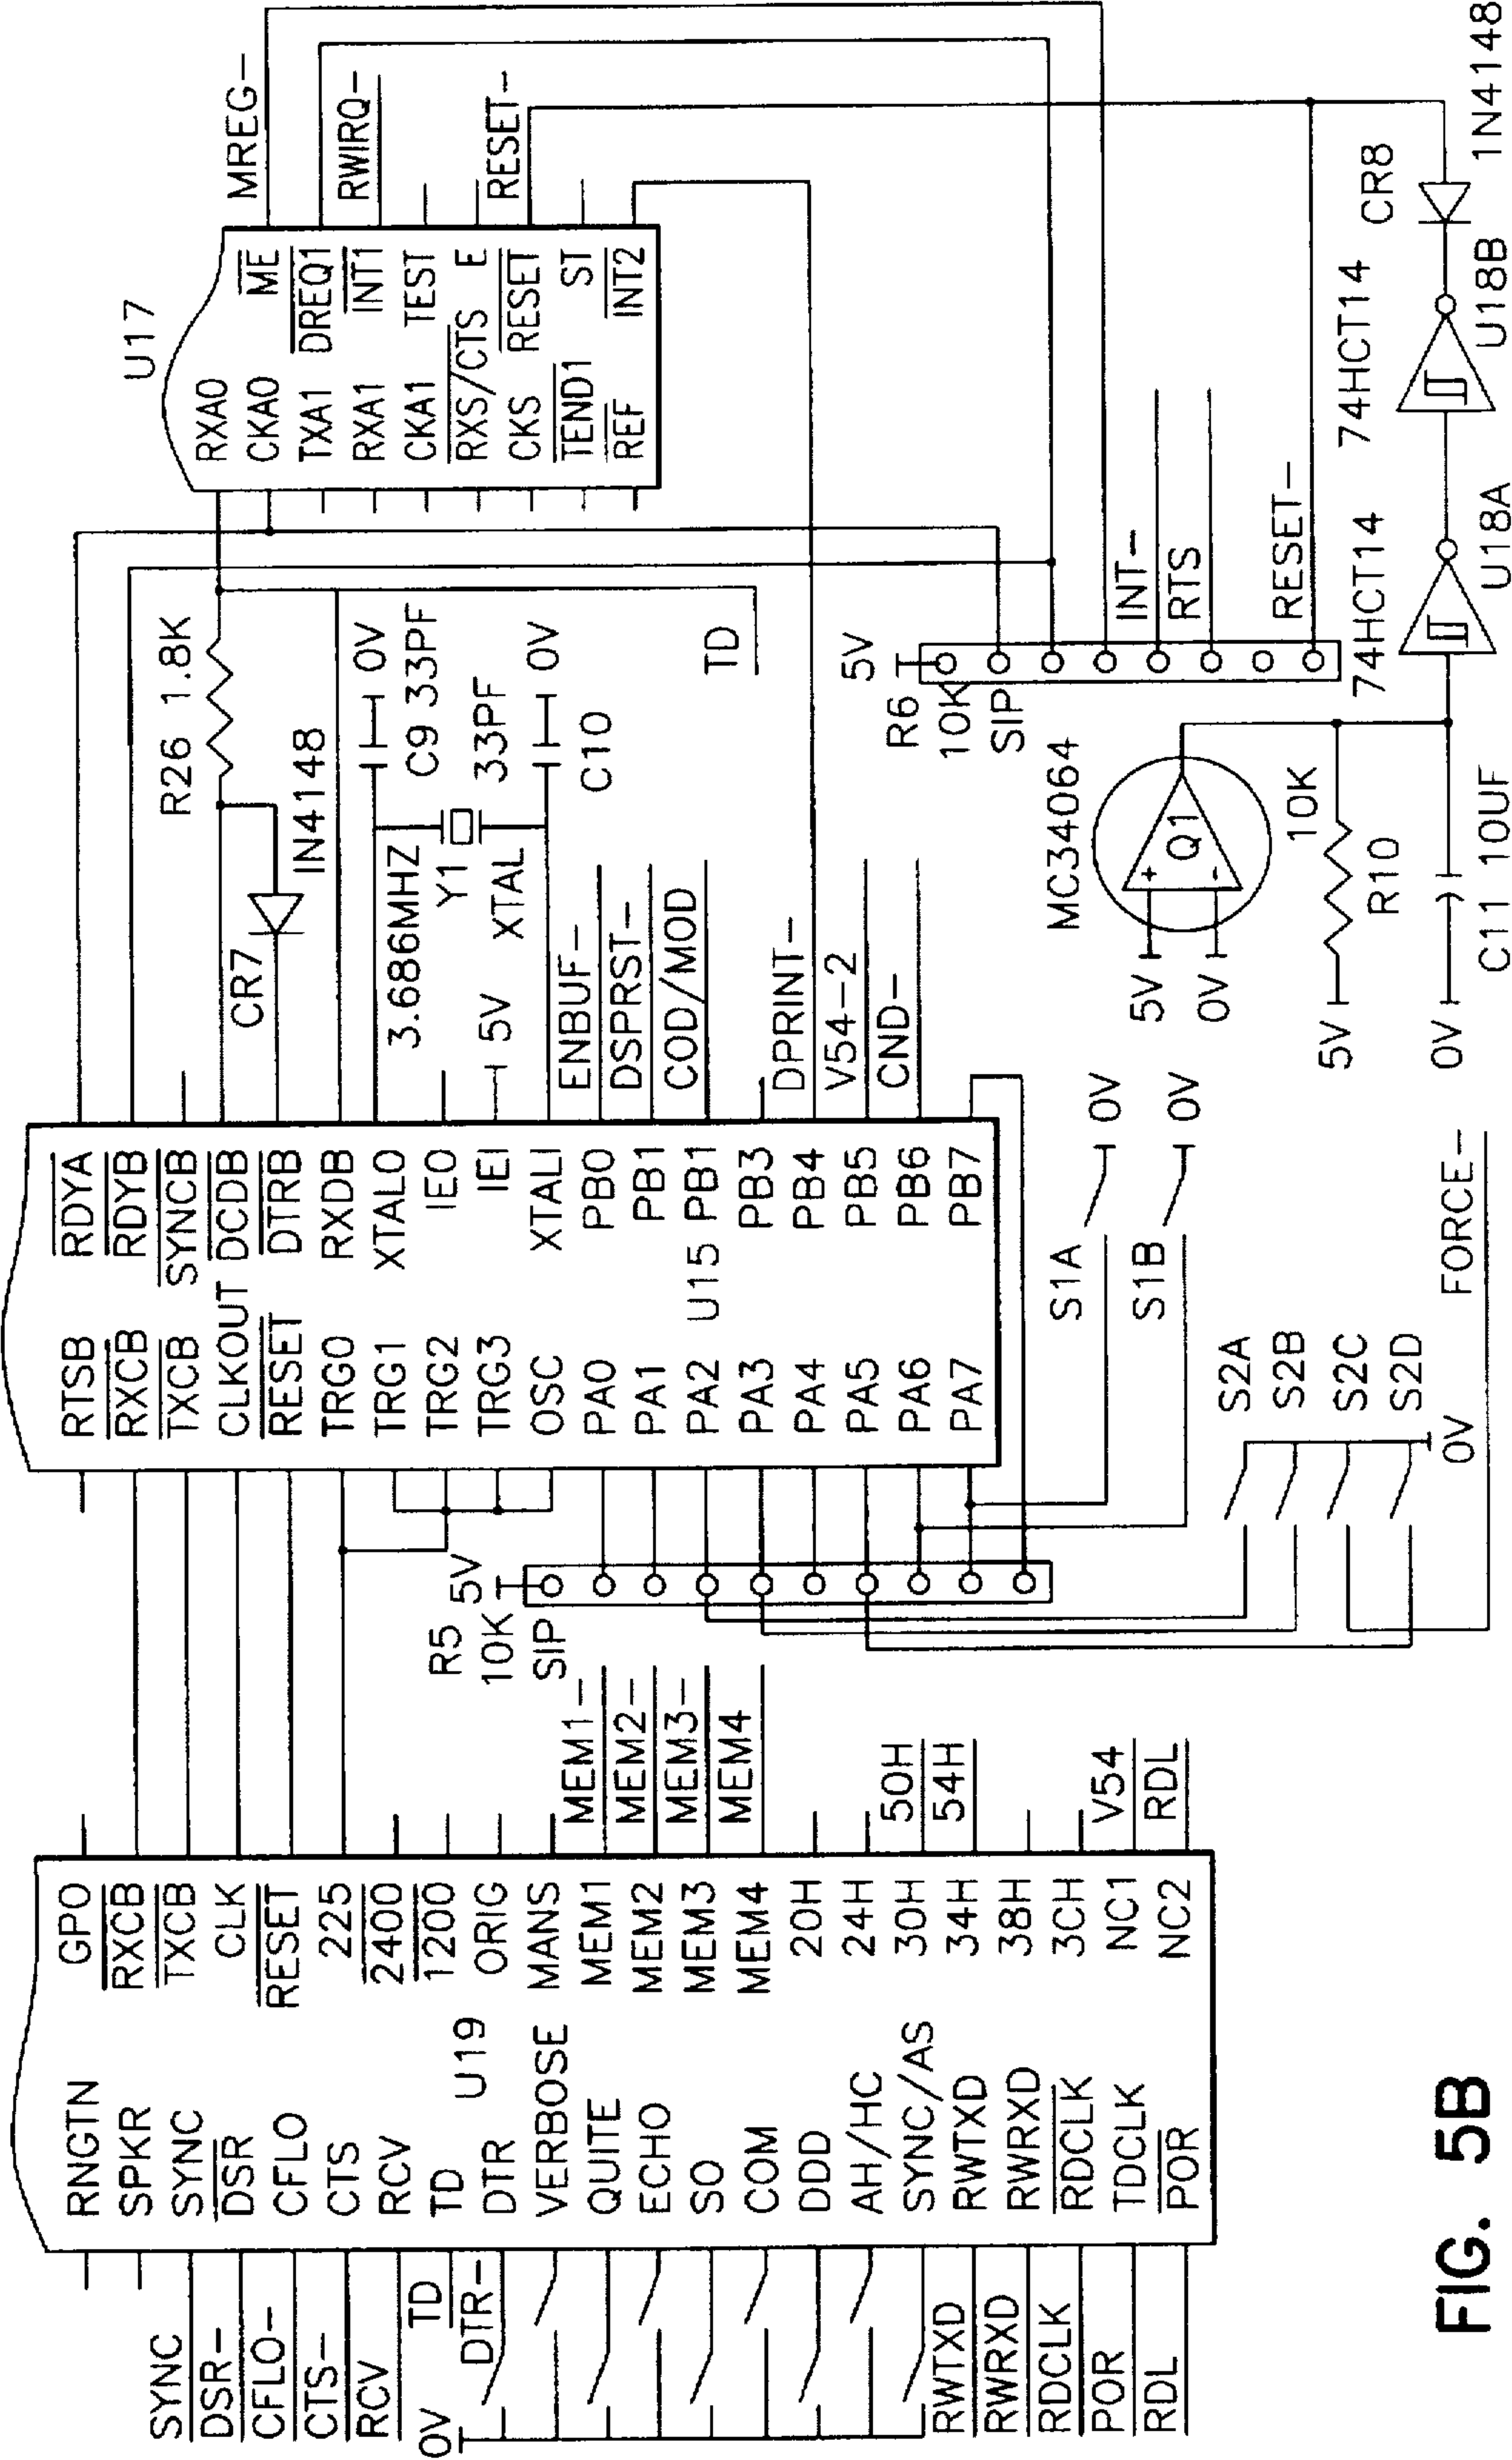 SYNC
DSR-
CFLO-
CTS-
RCV
TD
DTR-
0V
RWTXD
RWRXD
RDCLK
POR
RDL
RNGTN
SPKR
SYNC
DSR
CFLO
CTS
RCV
TD
DTR
VERBOSE
QUITE
ECHO
SO
COM
DDD
AH/HC
SYNC/AS
RWTXD
RWRXD
RDCLK
TDCLK
POR
U19
GPO
RXCB
TXCB
CLK
RESET
225
2400
1200
ORIG
MANS
MEM1
MEM2
MEM3
MEM4
20H
24H
30H
34H
38H
3CH
NC1
NC2
MEM1-
MEM2-
MEM3-
MEM4
50H
54H
V54
RDL
R5
10K
SIP
5V
RTSB
RXCB
TXCB
CLKOUT
RESET
TRG0
TRG1
TRG2
TRG3
OSC
PA0
PA1
PA2
PA3
PA4
PA5
PA6
PA7
U15
RDYA
RDYB
SYNCB
DCDB
DTRB
RXDB
XTALO
IEO
IEI
XTALI
PB0
PB1
PB1
PB3
PB4
PB5
PB6
PB7
S2A
S2B
S2C
S2D
0V
FORCE-
S1A
S1B
0V
0V
CR7
IN4148
R26 1.8K
3.686MHZ
Y1
XTAL
5V
C9 33PF
0V
33PF
C10
0V
ENBUF-
DSPRST-
COD/MOD
DPRINT-
V54-2
CND-
TD
U17
RXA0
CKA0
TXA1
RXA1
CKA1
RXS/CTS
CKS
TEND1
REF
ME
DREQ1
INT1
TEST
E
RESET
ST
INT2
MREG-
RWIRQ-
RESET-
R6
10K
SIP
5V
INT-
RTS
RESET-
MC34064
Q1
+
-
5V
0V
5V
10K
R10
0V
C11 10UF
74HCT14
U18A
74HCT14
U18B
CR8
1N4148
FIG. 5B